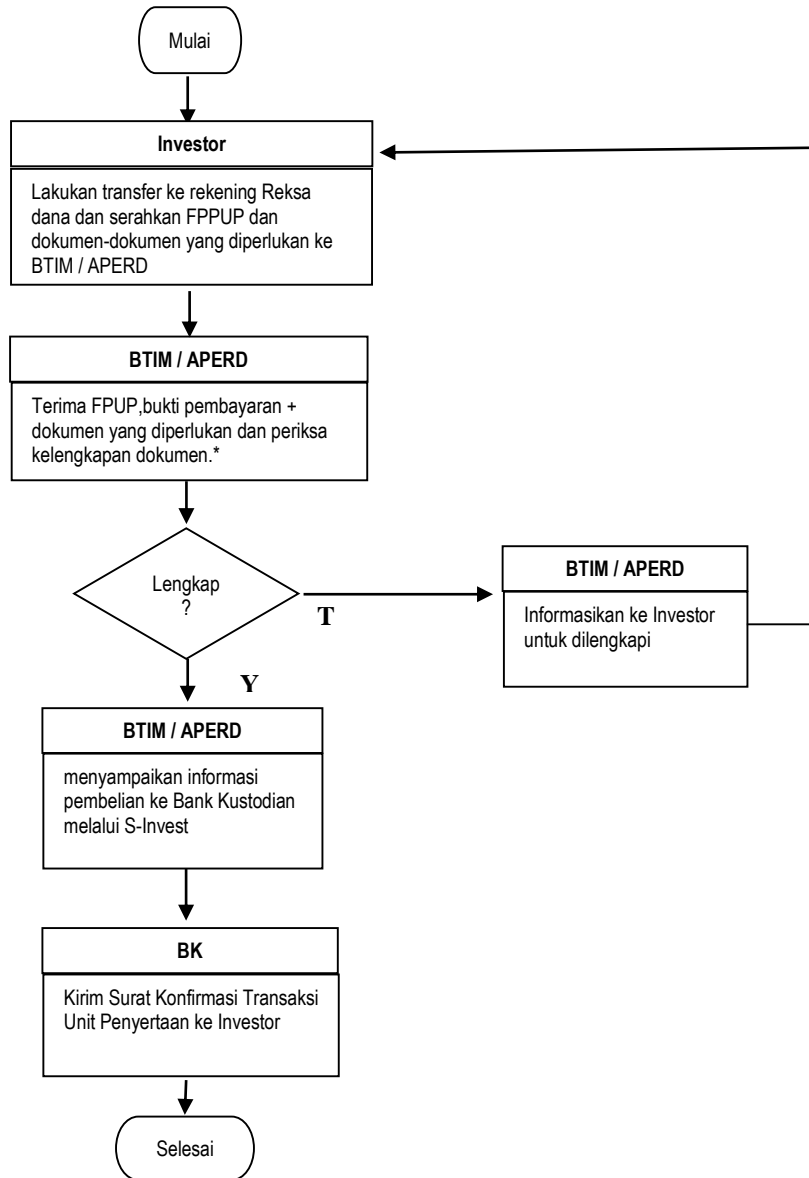 Mulai
Investor
Lakukan transfer ke rekening Reksa
dana dan serahkan FPPUP dan
dokumen-dokumen yang diperlukan ke
BTIM / APERD
BTIM / APERD
Terima FPUP,bukti pembayaran +
dokumen yang diperlukan dan periksa
kelengkapan dokumen.*
Lengkap
?
T
BTIM / APERD
Informasikan ke Investor
untuk dilengkapi
Y
BTIM / APERD
menyampaikan informasi
pembelian ke Bank Kustodian
melalui S-Invest
BK
Kirim Surat Konfirmasi Transaksi
Unit Penyertaan ke Investor
Selesai